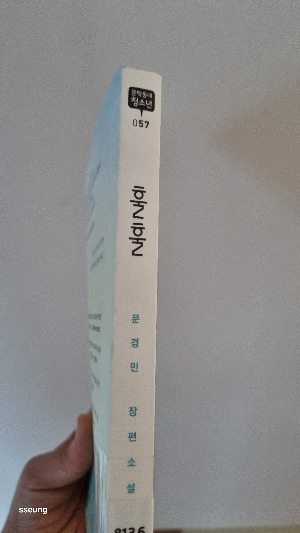 문학동네
청소년
057
훌훌
문경민 장편소설
813.6
sseung